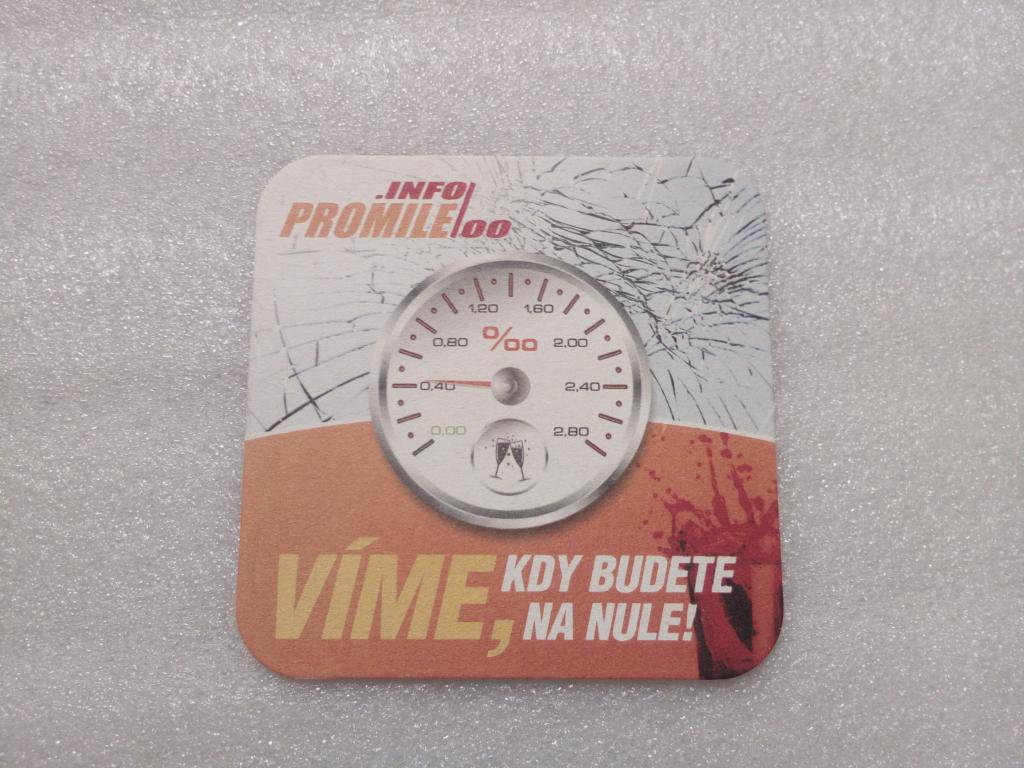 .INFO
PROMILE
‰
1,20 1,60
0,80 ‰ 2,00
0,40 2,40
0,00 2,80
VÍME, KDY BUDETE
NA NULE!